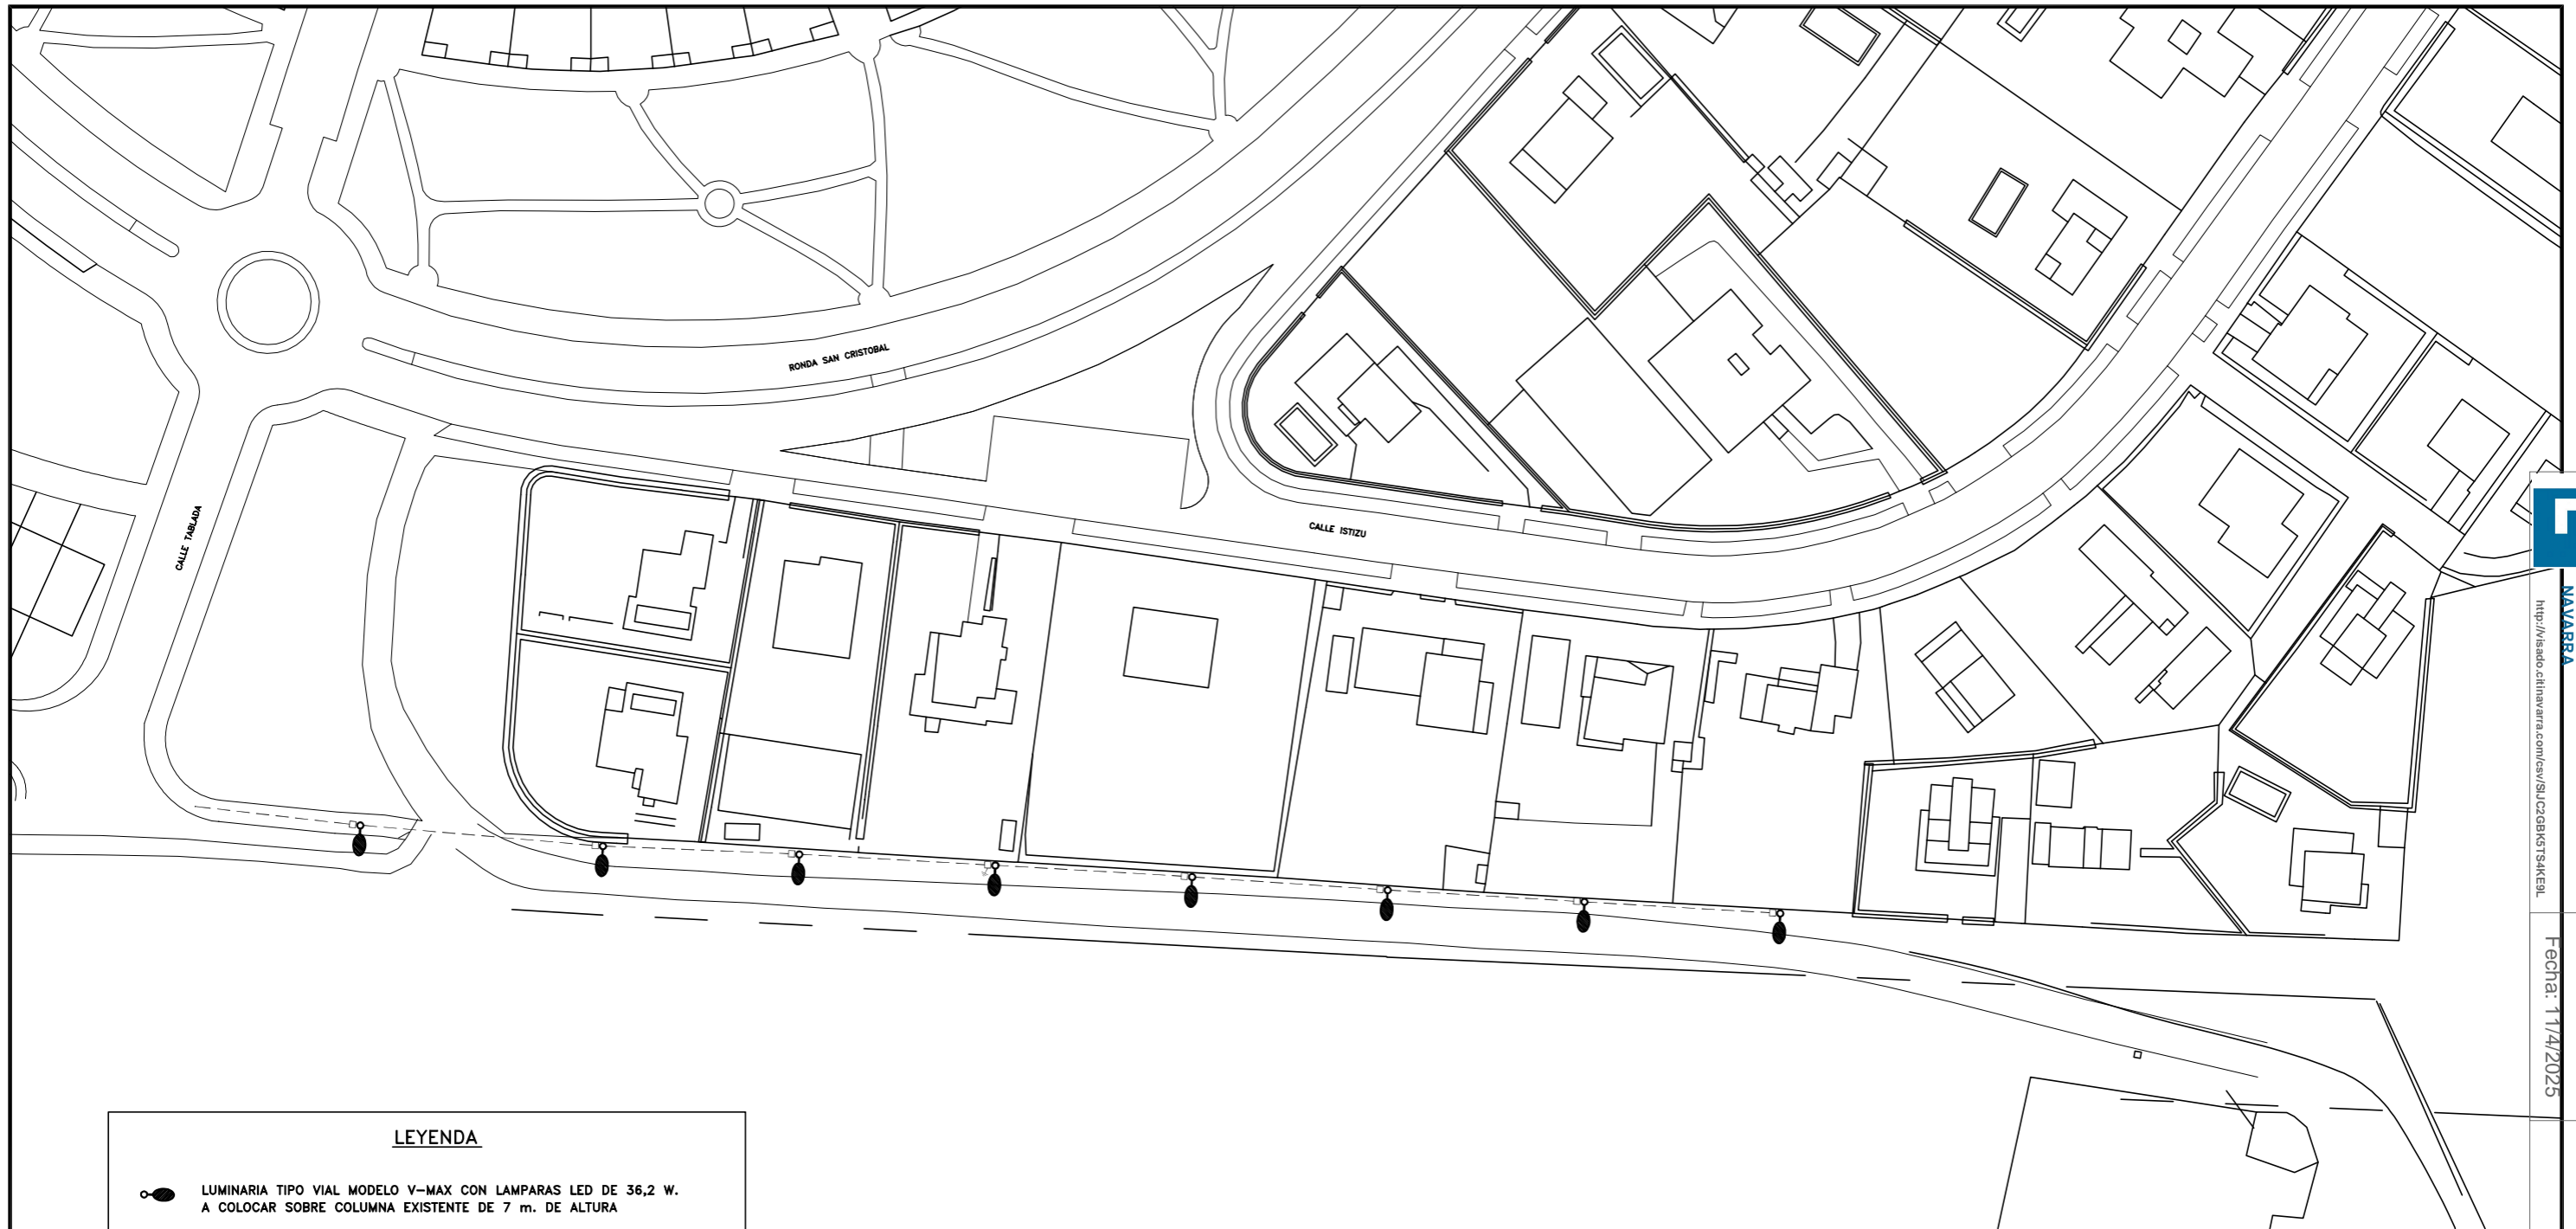 RONDA SAN CRISTOBAL
CALLE TABLADA
CALLE ISTIZU
NAVARRA
http://visado.citinavarra.com/csv/SIJC2GBK5TS4KE9L
Fecha: 11/4/2025
LEYENDA
LUMINARIA TIPO VIAL MODELO V-MAX CON LAMPARAS LED DE 36,2 W.
A COLOCAR SOBRE COLUMNA EXISTENTE DE 7 m. DE ALTURA